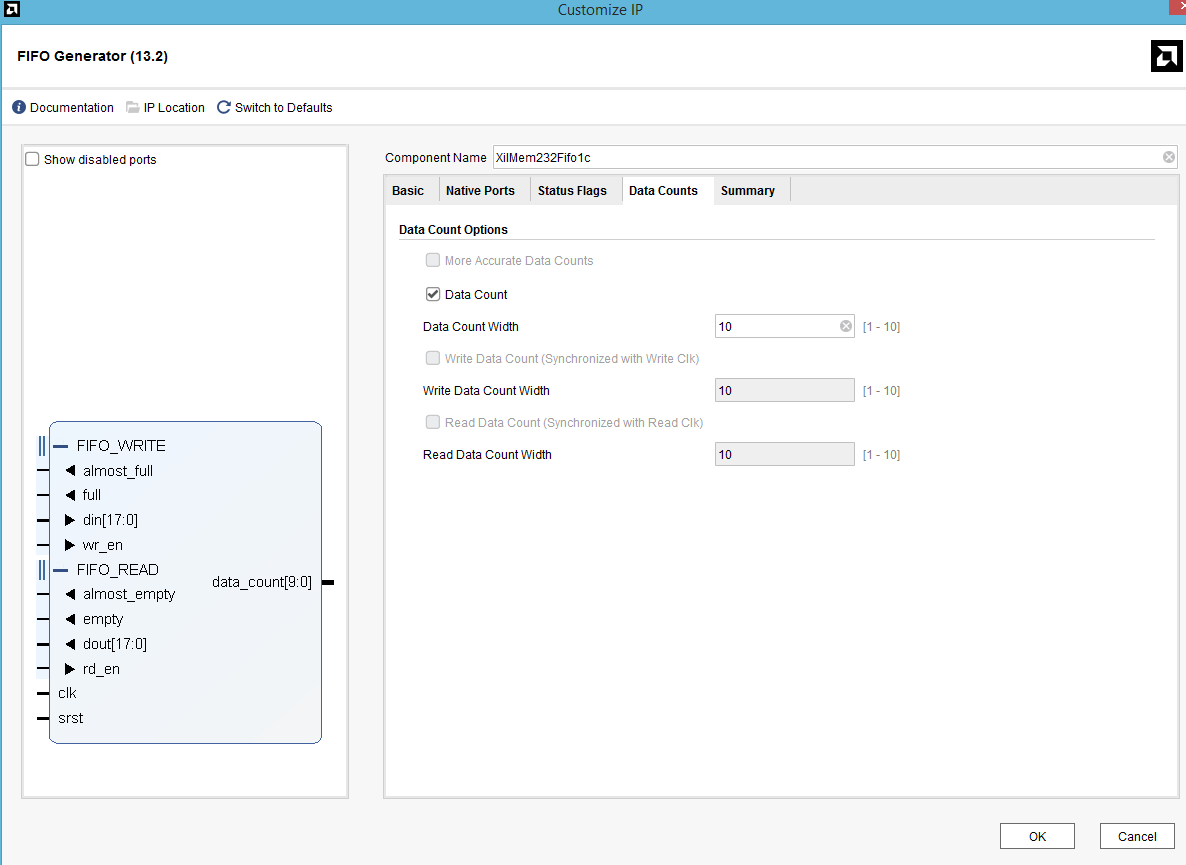 Customize IP
FIFO Generator (13.2)
Documentation IP Location Switch to Defaults
Show disabled ports
FIFO_WRITE
almost_full
full
din[17:0]
wr_en
FIFO_READ
almost_empty
empty
dout[17:0]
rd_en
clk
srst
data_count[9:0]
Component Name XilMem232Fifo1c
Basic Native Ports Status Flags Data Counts Summary
Data Count Options
More Accurate Data Counts
Data Count
Data Count Width 10 [1 - 10]
Write Data Count (Synchronized with Write Clk)
Write Data Count Width 10 [1 - 10]
Read Data Count (Synchronized with Read Clk)
Read Data Count Width 10 [1 - 10]
OK Cancel